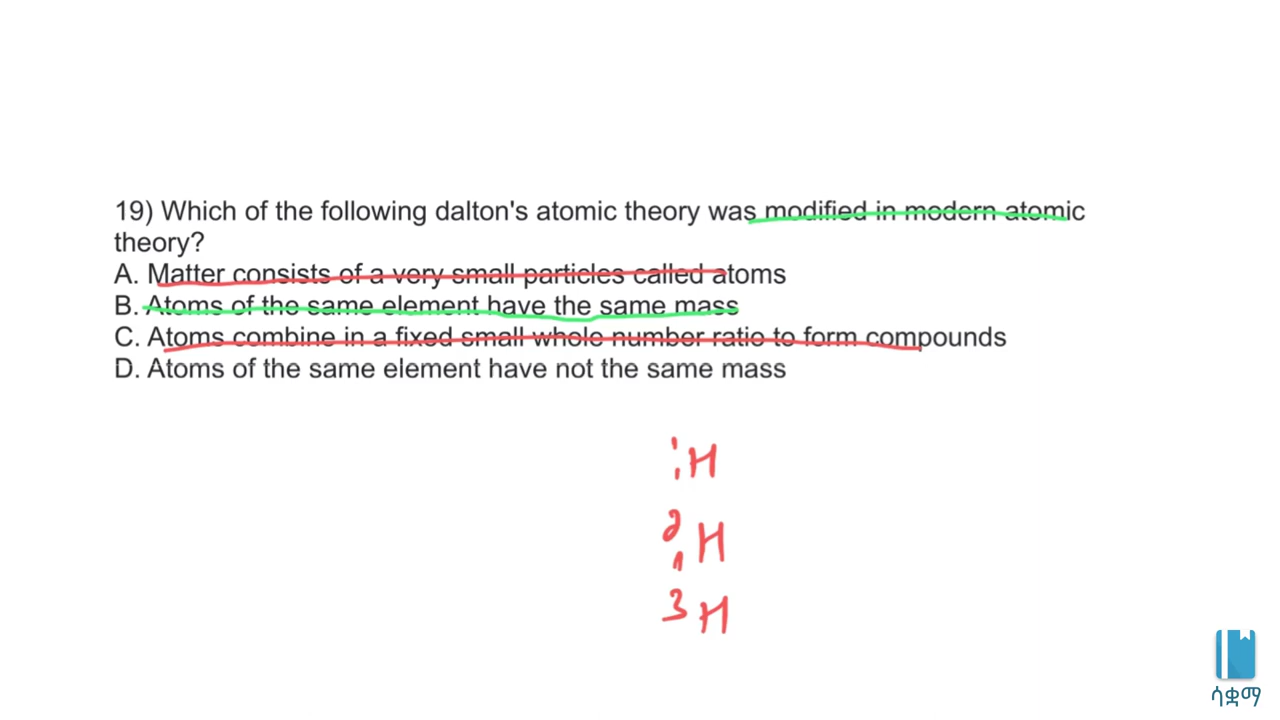 19) Which of the following dalton's atomic theory was modified in modern atomic
theory?
A. Matter consists of a very small particles called atoms
B. Atoms of the same element have the same mass
C. Atoms combine in a fixed small whole number ratio to form compounds
D. Atoms of the same element have not the same mass
¹₁H
²₁H
³H
ሳቋማ